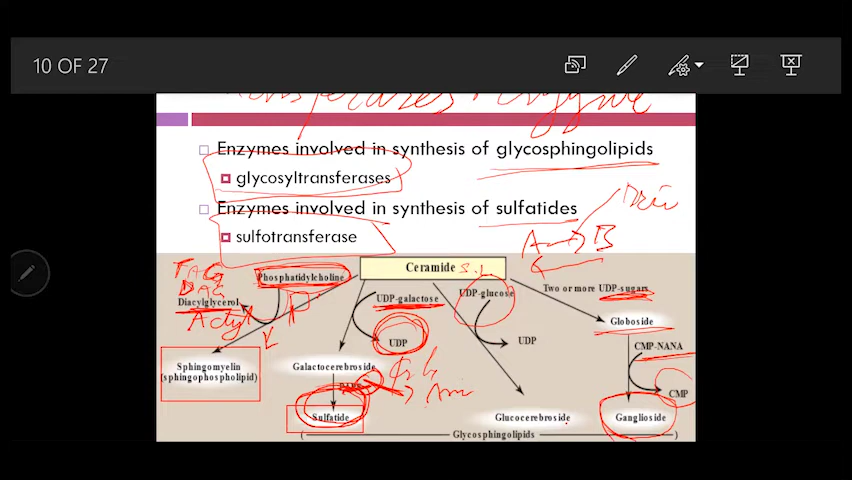 10 OF 27
Enzyme
Enzymes involved in synthesis of glycosphingolipids
glycosyltransferases
Enzymes involved in synthesis of sulfatides
sulfotransferase
A → B
Ceramide
TAG
DAG
Phosphatidylcholine
Diacylglycerol
UDP-galactose
UDP-glucose
Two or more UDP-sugars
Globoside
UDP
UDP
CMP-NANA
Sphingomyelin
(sphingophospholipid)
Galactocerebroside
CMP
Sulfatide
Glucocerebroside
Ganglioside
Glycosphingolipids